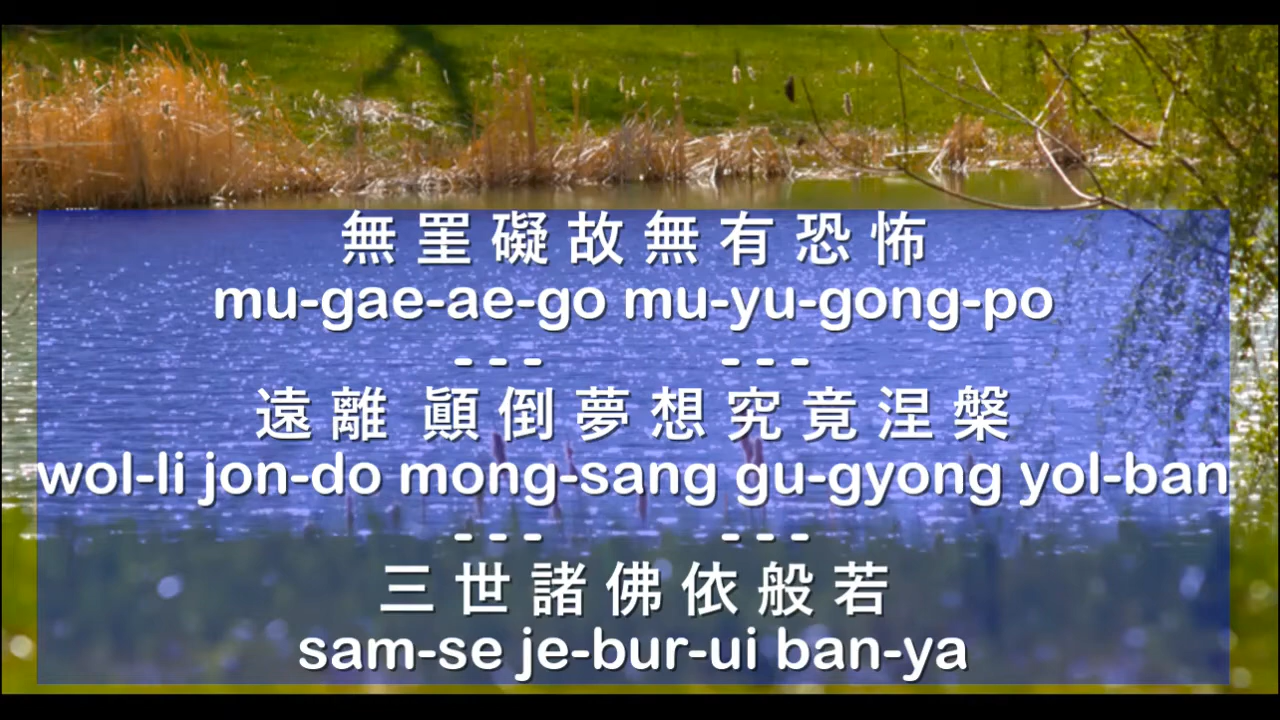 無 罣 礙 故 無 有 恐 怖
mu-gae-ae-go mu-yu-gong-po
- - - - - -
遠 離 顚 倒 夢 想 究 竟 涅 槃
wol-li jon-do mong-sang gu-gyong yol-ban
- - - - - -
三 世 諸 佛 依 般 若
sam-se je-bur-ui ban-ya